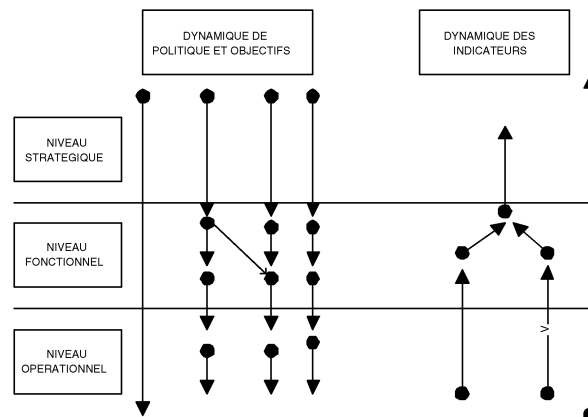 DYNAMIQUE DE
POLITIQUE ET OBJECTIFS
DYNAMIQUE DES
INDICATEURS
NIVEAU
STRATEGIQUE
NIVEAU
FONCTIONNEL
NIVEAU
OPERATIONNEL